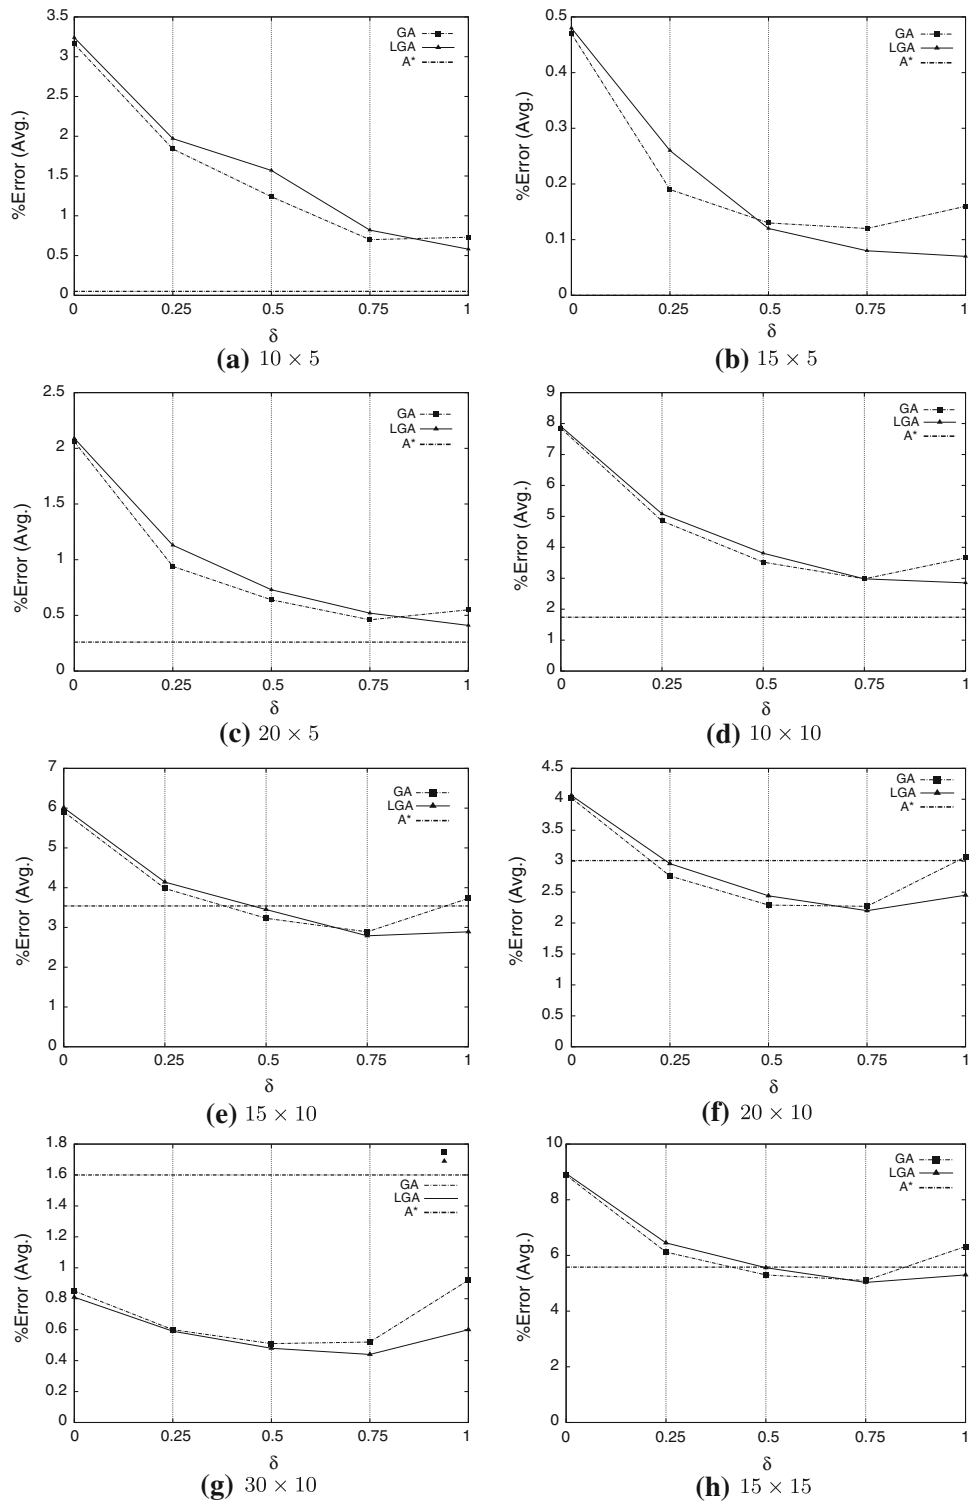 3.5
3
2.5
2
1.5
1
0.5
0
%Error (Avg.)
GA
LGA
A*
0 0.25 0.5 0.75 1
δ
(a) 10 × 5
0.5
0.4
0.3
0.2
0.1
0
%Error (Avg.)
GA
LGA
A*
0 0.25 0.5 0.75 1
δ
(b) 15 × 5
2.5
2
1.5
1
0.5
0
%Error (Avg.)
GA
LGA
A*
0 0.25 0.5 0.75 1
δ
(c) 20 × 5
9
8
7
6
5
4
3
2
1
0
%Error (Avg.)
GA
LGA
A*
0 0.25 0.5 0.75 1
δ
(d) 10 × 10
7
6
5
4
3
2
1
0
%Error (Avg.)
GA
LGA
A*
0 0.25 0.5 0.75 1
δ
(e) 15 × 10
4.5
4
3.5
3
2.5
2
1.5
1
0.5
0
%Error (Avg.)
GA
LGA
A*
0 0.25 0.5 0.75 1
δ
(f) 20 × 10
1.8
1.6
1.4
1.2
1
0.8
0.6
0.4
0.2
0
%Error (Avg.)
GA
LGA
A*
0 0.25 0.5 0.75 1
δ
(g) 30 × 10
10
8
6
4
2
0
%Error (Avg.)
GA
LGA
A*
0 0.25 0.5 0.75 1
δ
(h) 15 × 15